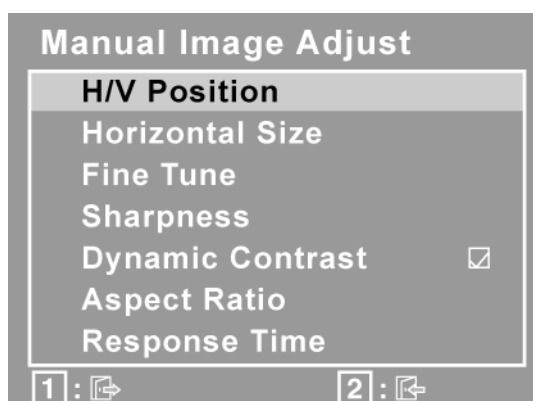 Manual Image Adjust
H/V Position
Horizontal Size
Fine Tune
Sharpness
Dynamic Contrast
Aspect Ratio
Response Time
1 : 2 :